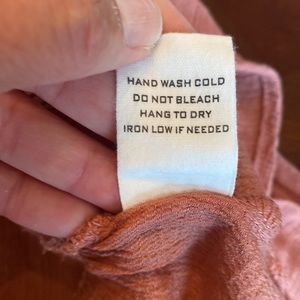 HAND WASH COLD
DO NOT BLEACH
HANG TO DRY
IRON LOW IF NEEDED